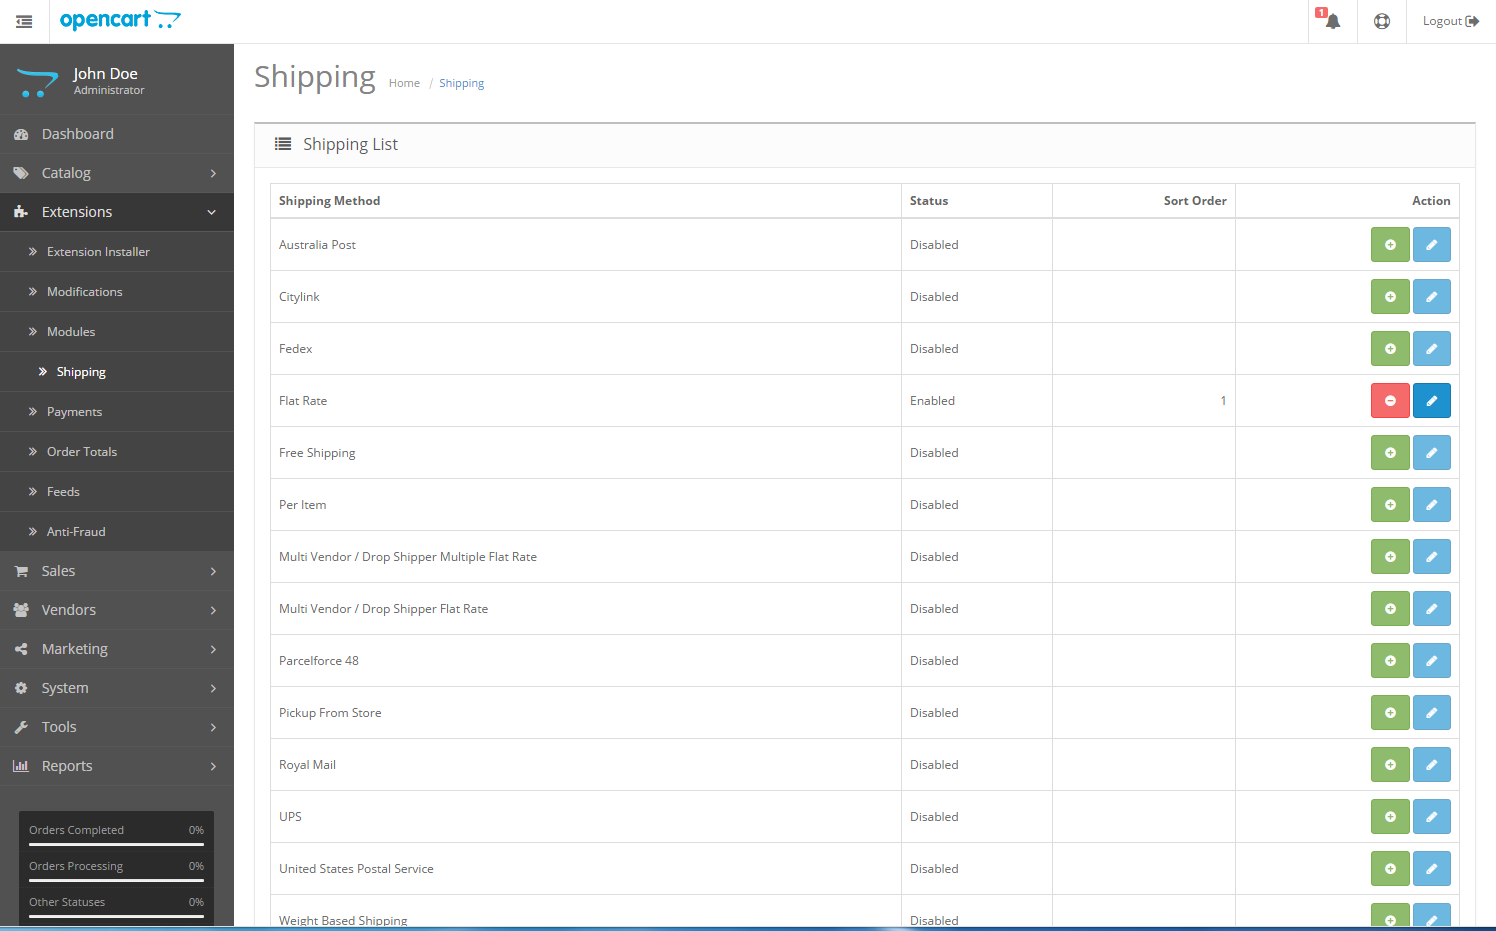 opencart
1
Logout
John Doe
Administrator
Dashboard
Catalog
Extensions
Extension Installer
Modifications
Modules
Shipping
Payments
Order Totals
Feeds
Anti-Fraud
Sales
Vendors
Marketing
System
Tools
Reports
Orders Completed 0%
Orders Processing 0%
Other Statuses 0%
Shipping Home / Shipping
Shipping List
Shipping Method Status Sort Order Action
Australia Post Disabled
Citylink Disabled
Fedex Disabled
Flat Rate Enabled 1
Free Shipping Disabled
Per Item Disabled
Multi Vendor / Drop Shipper Multiple Flat Rate Disabled
Multi Vendor / Drop Shipper Flat Rate Disabled
Parcelforce 48 Disabled
Pickup From Store Disabled
Royal Mail Disabled
UPS Disabled
United States Postal Service Disabled
Weight Based Shipping Disabled